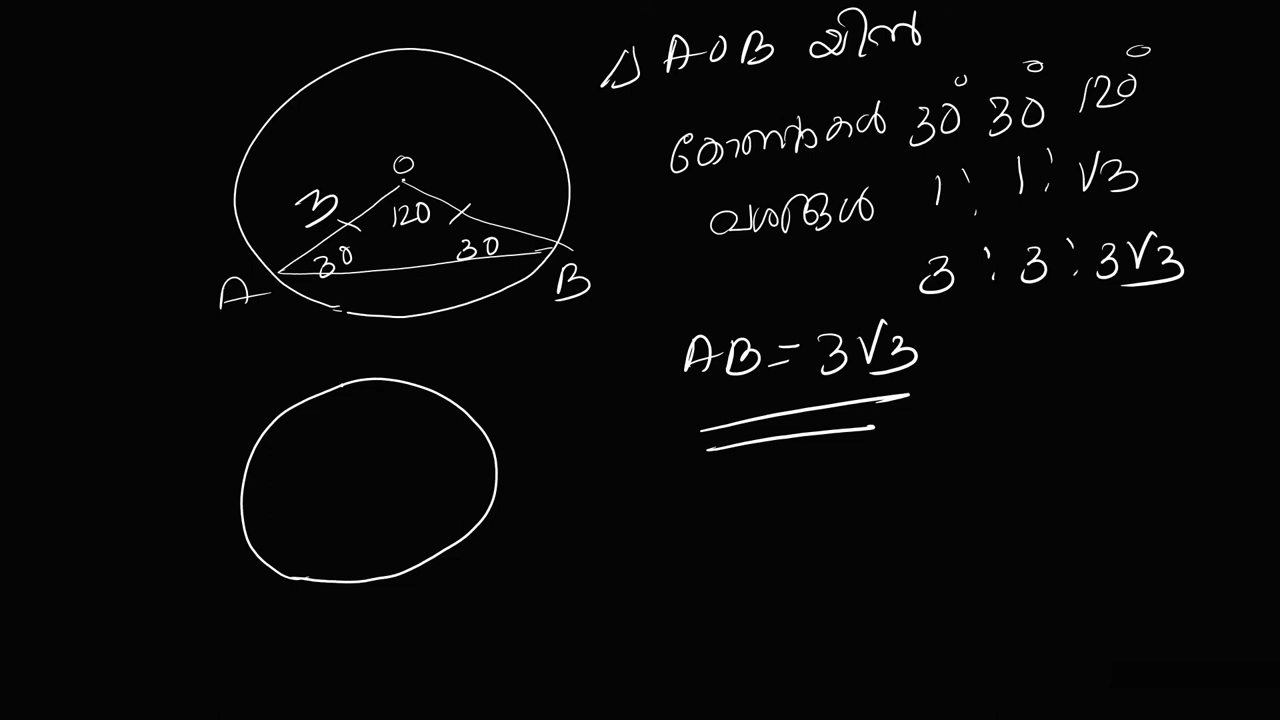 O
3 120
30 30
A B
△ AOB യിൽ
കോണുകൾ 30° 30° 120°
വശങ്ങൾ 1 : 1 : √3
3 : 3 : 3√3
AB = 3√3